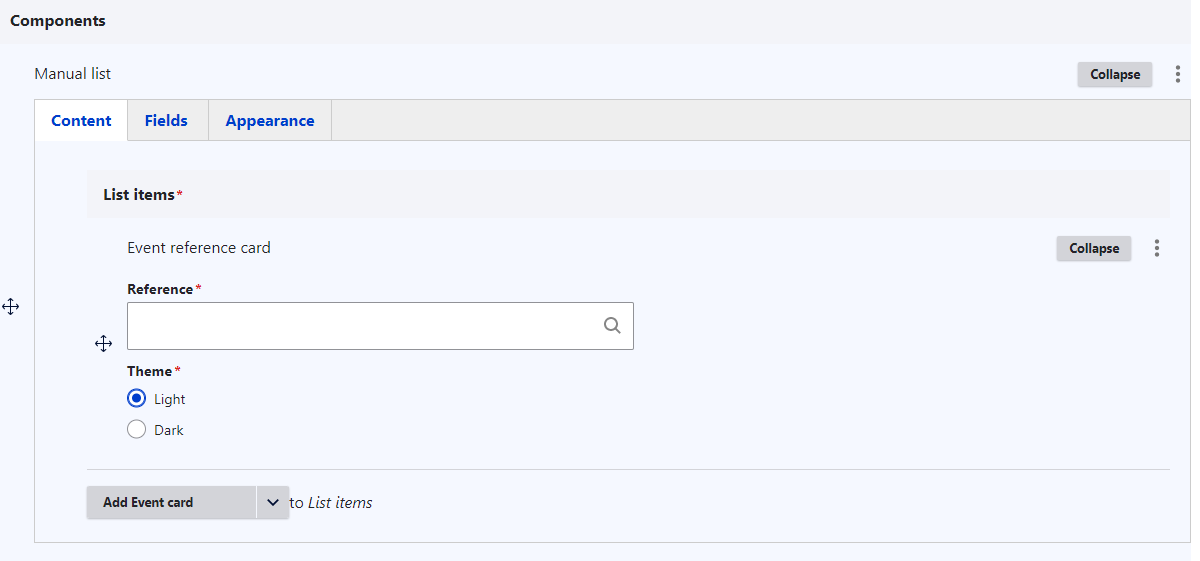 Components
Manual list
Collapse
Content Fields Appearance
List items*
Event reference card
Collapse
Reference*
Theme*
Light
Dark
Add Event card to List items